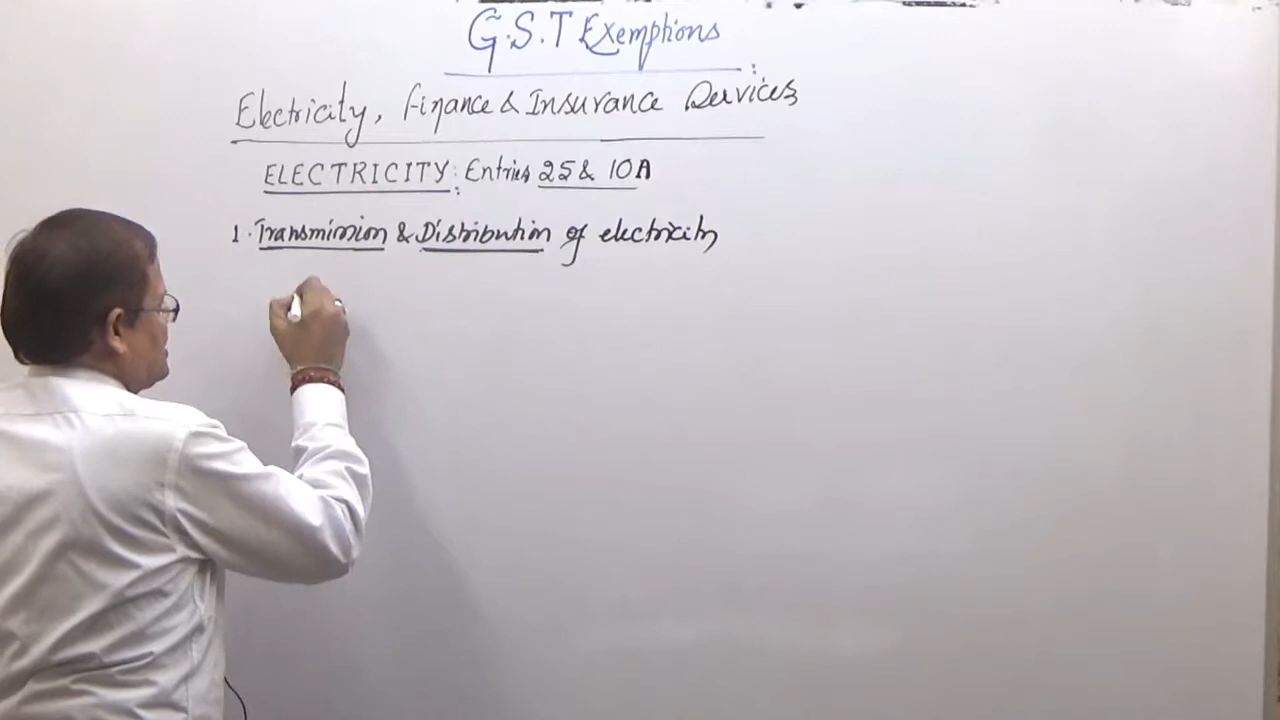 G.S.T Exemptions
Electricity, Finance & Insurance Services
ELECTRICITY: Entries 25 & 10A
1. Transmission & Distribution of electricity